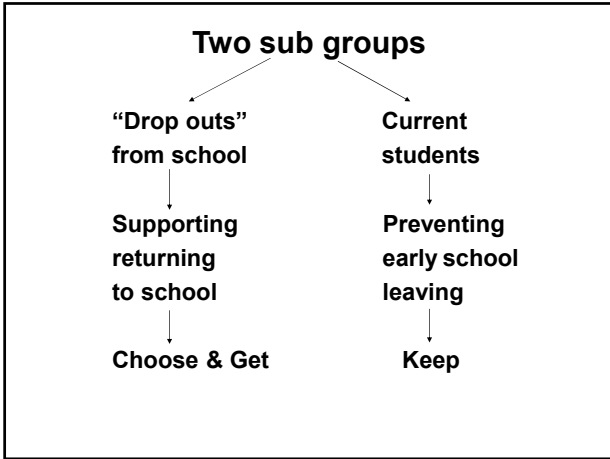 Two sub groups
“Drop outs”
from school
Supporting
returning
to school
Choose & Get
Current
students
Preventing
early school
leaving
Keep